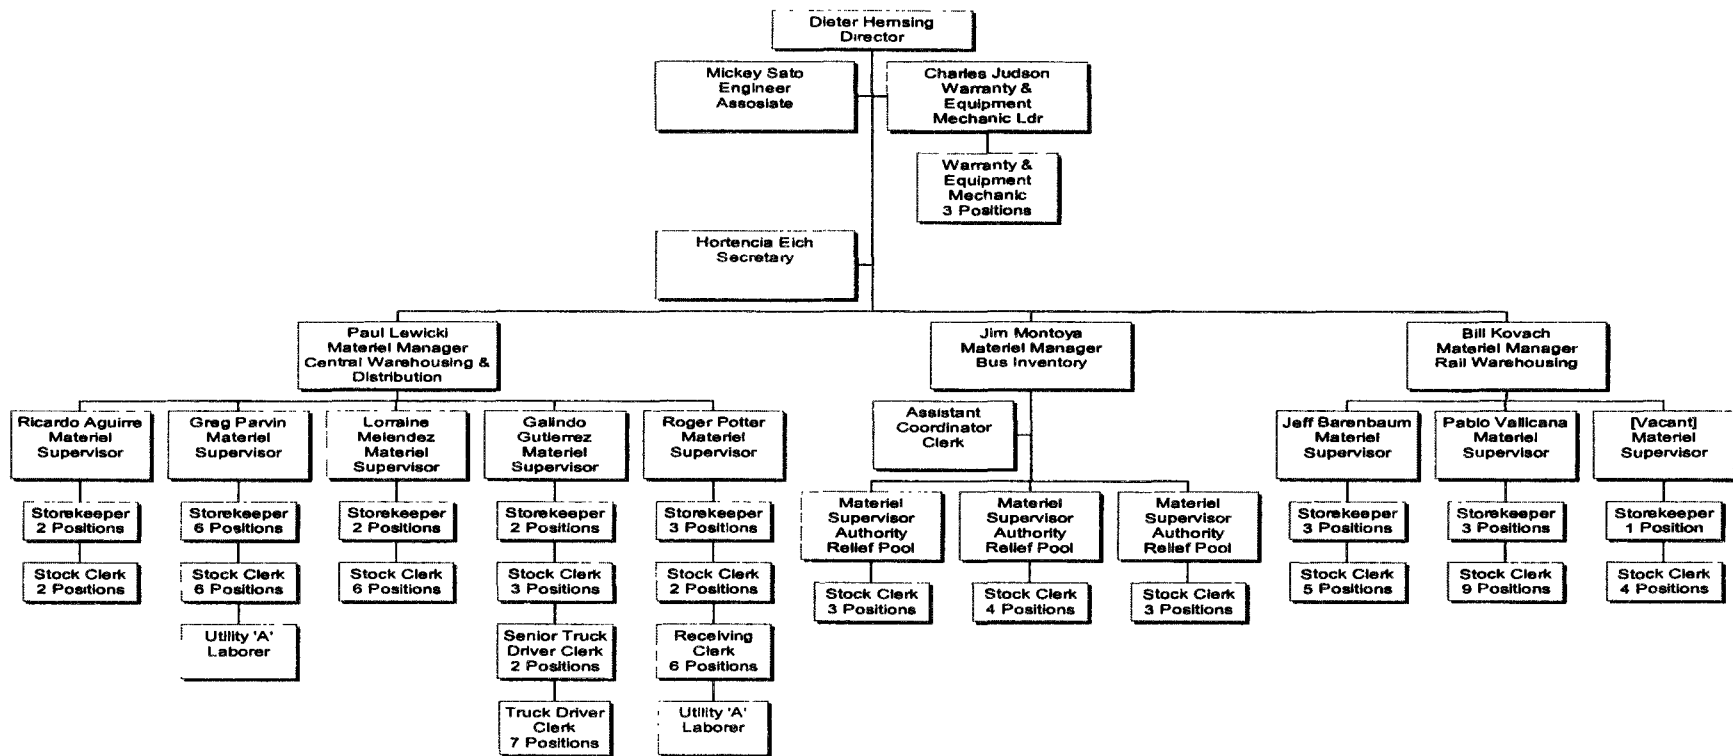 Dieter Hemsing
Director
Mickey Sato
Engineer
Assosiate
Charles Judson
Warranty &
Equipment
Mechanic Ldr
Warranty &
Equipment
Mechanic
3 Positions
Hortencia Eich
Secretary
Paul Lewicki
Materiel Manager
Central Warehousing &
Distribution
Jim Montoya
Materiel Manager
Bus Inventory
Bill Kovach
Materiel Manager
Rail Warehousing
Ricardo Aguirre
Materiel
Supervisor
Storekeeper
2 Positions
Stock Clerk
2 Positions
Greg Parvin
Materiel
Supervisor
Storekeeper
6 Positions
Stock Clerk
6 Positions
Utility 'A'
Laborer
Lorraine
Melendez
Materiel
Supervisor
Storekeeper
2 Positions
Stock Clerk
6 Positions
Galindo
Gutierrez
Materiel
Supervisor
Storekeeper
2 Positions
Stock Clerk
3 Positions
Senior Truck
Driver Clerk
2 Positions
Truck Driver
Clerk
7 Positions
Roger Potter
Materiel
Supervisor
Storekeeper
3 Positions
Stock Clerk
2 Positions
Receiving
Clerk
6 Positions
Utility 'A'
Laborer
Assistant
Coordinator
Clerk
Materiel
Supervisor
Authority
Relief Pool
Stock Clerk
3 Positions
Materiel
Supervisor
Authority
Relief Pool
Stock Clerk
4 Positions
Materiel
Supervisor
Authority
Relief Pool
Stock Clerk
3 Positions
Jeff Barenbaum
Materiel
Supervisor
Storekeeper
3 Positions
Stock Clerk
5 Positions
Pablo Vallicana
Materiel
Supervisor
Storekeeper
3 Positions
Stock Clerk
9 Positions
[Vacant]
Materiel
Supervisor
Storekeeper
1 Position
Stock Clerk
4 Positions